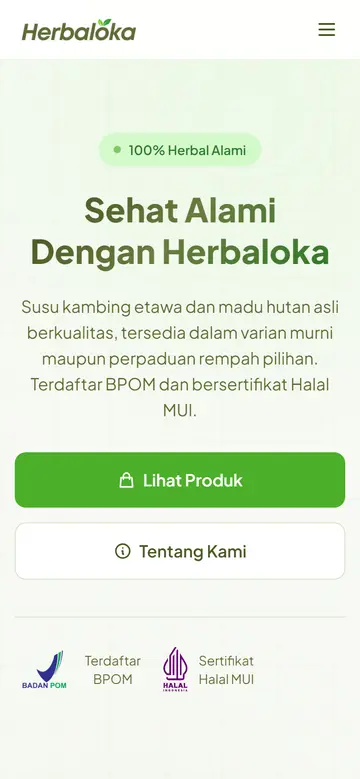 Herbaloka
100% Herbal Alami
Sehat Alami
Dengan Herbaloka
Susu kambing etawa dan madu hutan asli
berkualitas, tersedia dalam varian murni
maupun perpaduan rempah pilihan.
Terdaftar BPOM dan bersertifikat Halal
MUI.
Lihat Produk
Tentang Kami
BADAN POM
Terdaftar
BPOM
HALAL
INDONESIA
Sertifikat
Halal MUI